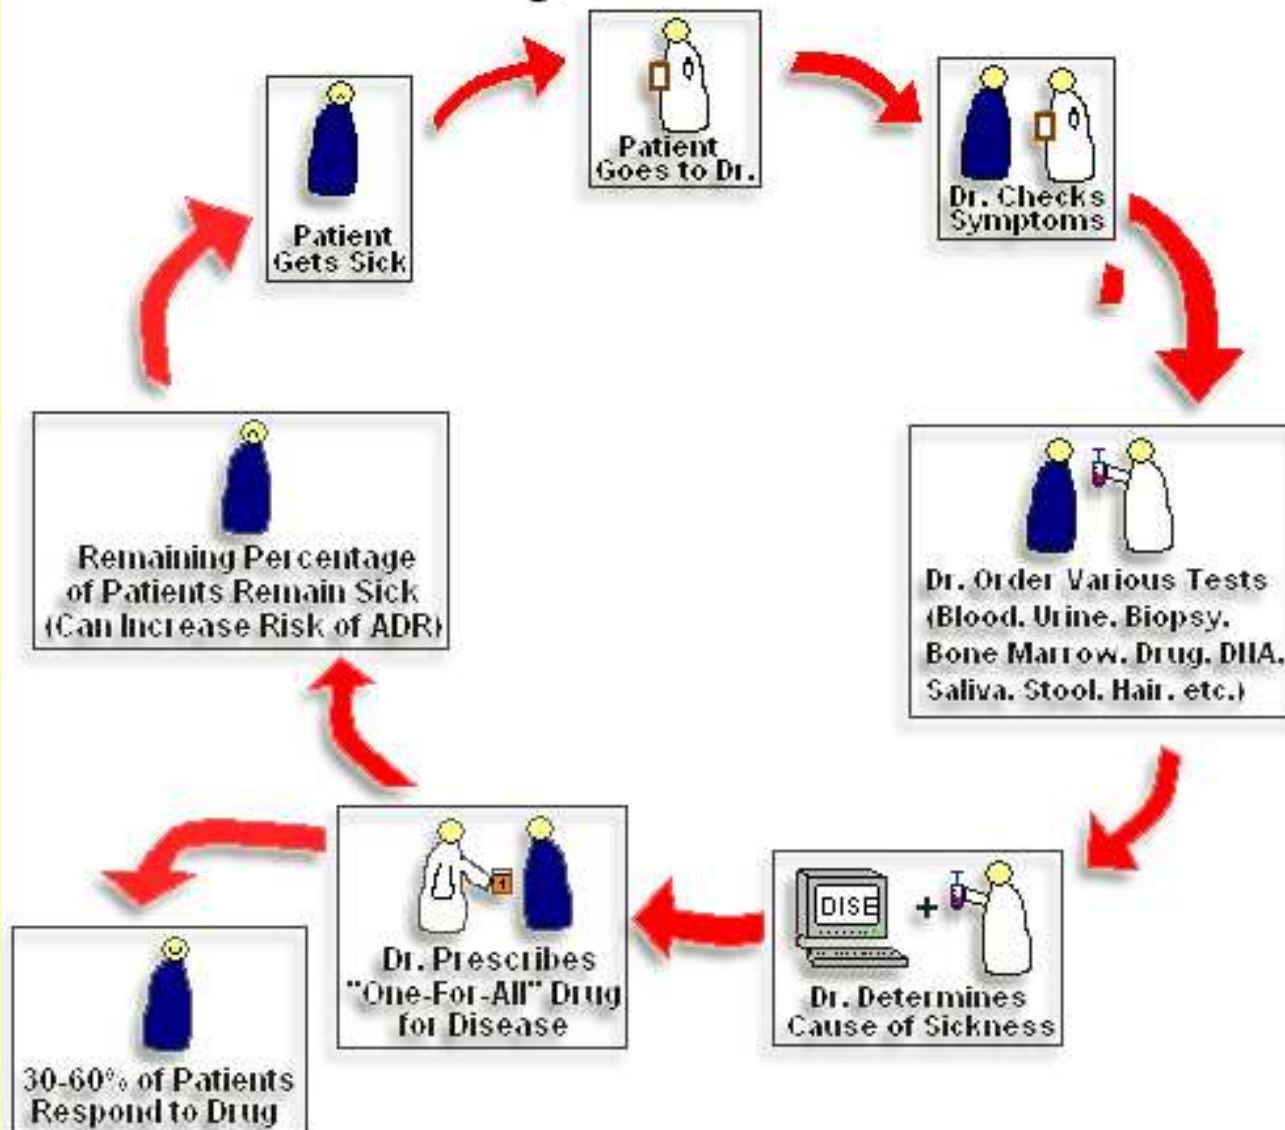 Patient
Goes to Dr.
Dr. Checks
Symptoms
Patient
Gets Sick
Dr. Order Various Tests
(Blood, Urine, Biopsy,
Bone Marrow, Drug, DNA,
Saliva, Stool, Hair, etc.)
DISE
+
Dr. Determines
Cause of Sickness
1
Dr. Prescribes
"One-For-All" Drug
for Disease
30-60% of Patients
Respond to Drug
Remaining Percentage
of Patients Remain Sick
(Can Increase Risk of ADR)